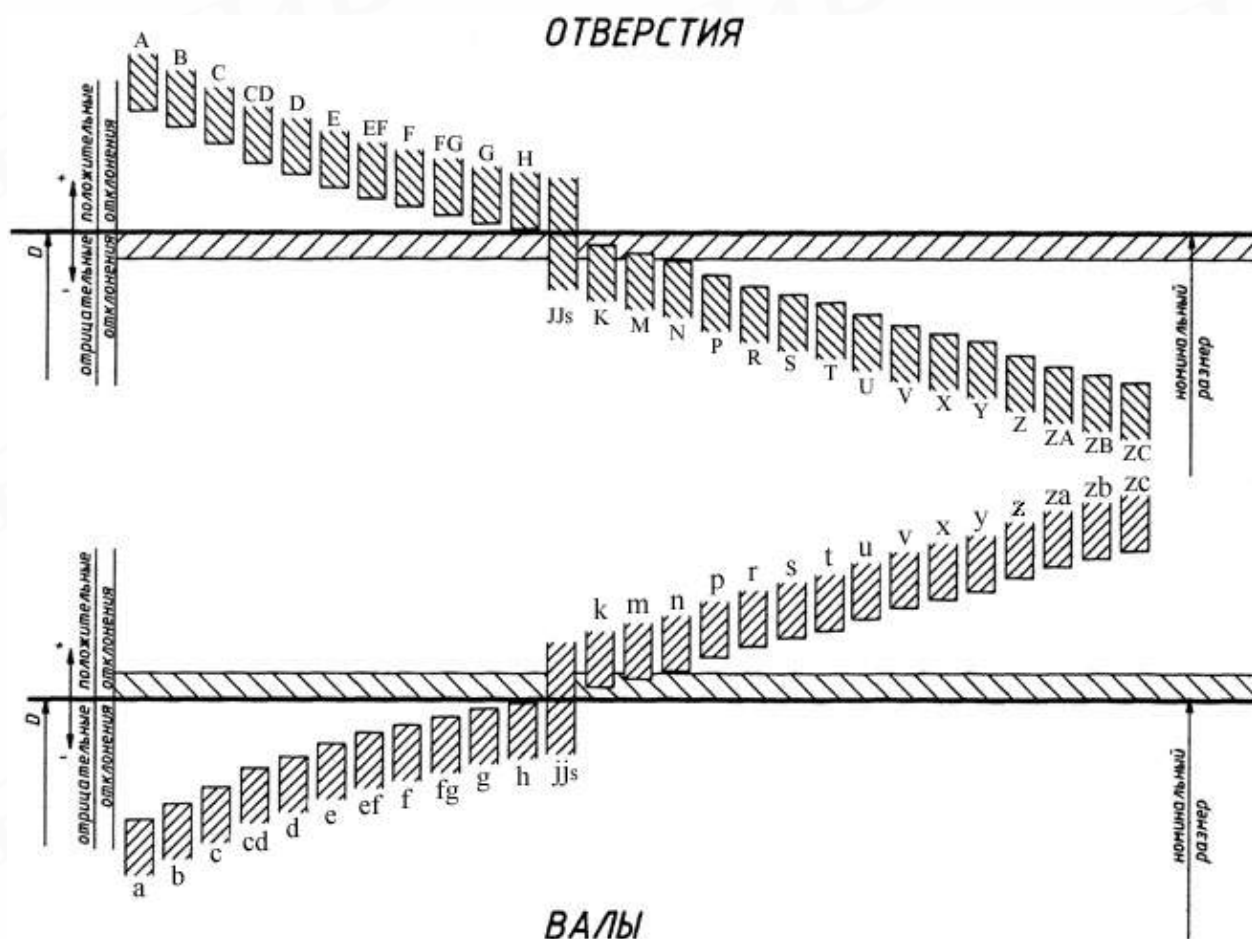 ОТВЕРСТИЯ
A
B
C
CD
D
E
EF
F
FG
G
H
JJs
K
M
N
P
R
S
T
U
V
X
Y
Z
ZA
ZB
ZC
+
-
D
положительные
отклонения
отрицательные
отклонения
номинальный
размер
a
b
c
cd
d
e
ef
f
fg
g
h
jjs
k
m
n
p
r
s
t
u
v
x
y
z
za
zb
zc
+
-
D
положительные
отклонения
отрицательные
отклонения
номинальный
размер
ВАЛЫ